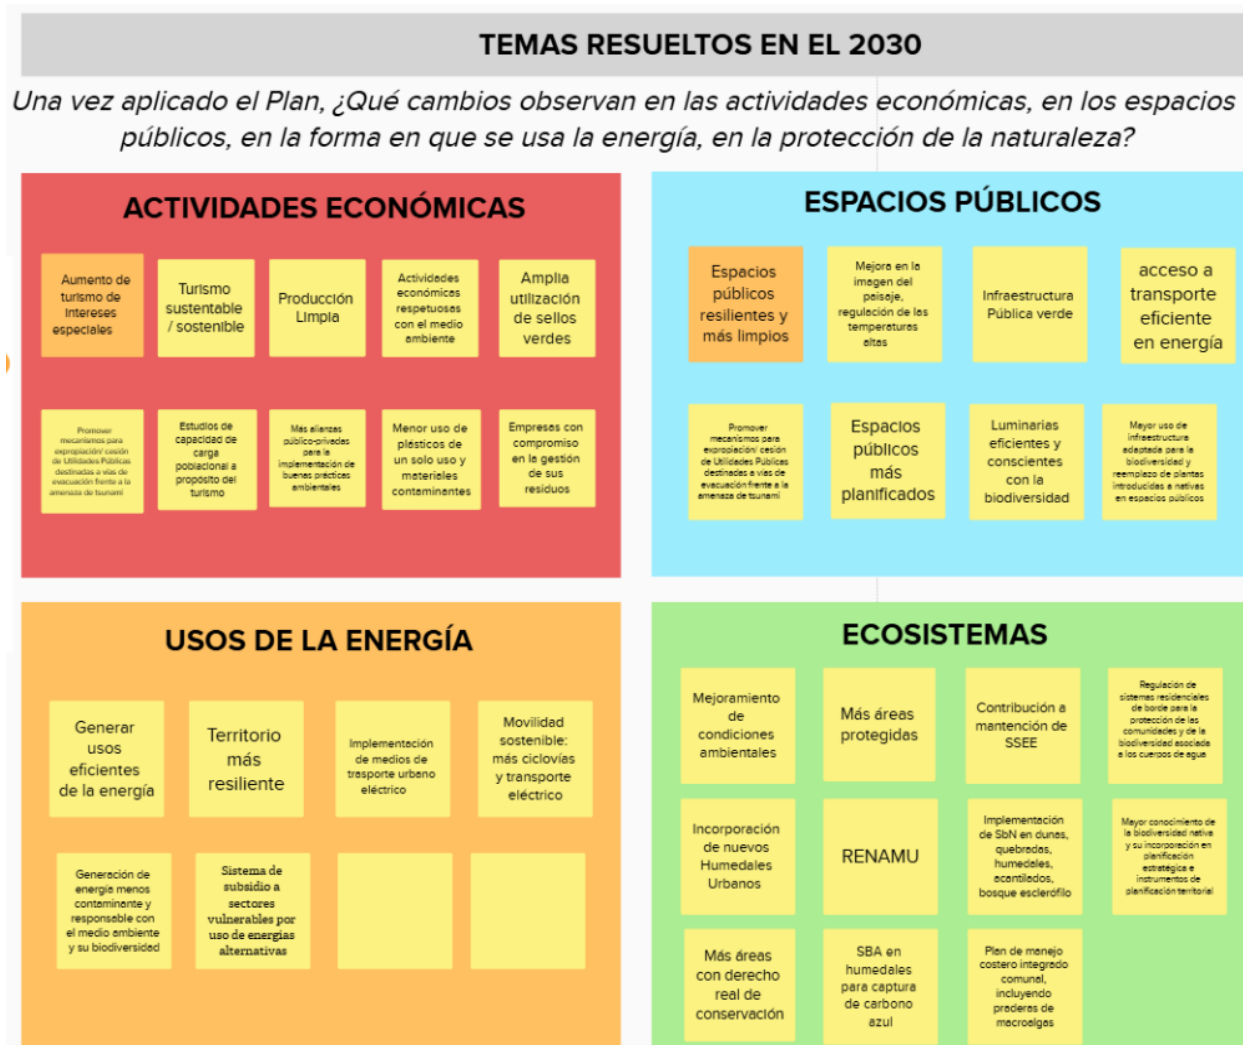 TEMAS RESUELTOS EN EL 2030
Una vez aplicado el Plan, ¿Qué cambios observan en las actividades económicas, en los espacios
públicos, en la forma en que se usa la energía, en la protección de la naturaleza?
ACTIVIDADES ECONÓMICAS
Aumento de
turismo de
Intereses
especiales
Turismo
sustentable
/ sostenible
Producción
Limpia
Actividades
económicas
respetuosas
con el medio
ambiente
Amplia
utilización
de sellos
verdes
Promover
mecanismos para
expropiación/ cesión
de Utilidades Públicas
destinadas a vías de
evacuación frente a la
amenaza de tsunami
Estudios de
capacidad de
carga
poblacional a
propósito del
turismo
Más alianzas
público-privadas
para la
implementación de
buenas prácticas
ambientales
Menor uso de
plásticos de
un solo uso y
materiales
contaminantes
Empresas con
compromiso
en la gestión
de sus
residuos
ESPACIOS PÚBLICOS
Espacios
públicos
resilientes y
más limpios
Mejora en la
imagen del
paisaje,
regulación de las
temperaturas
altas
Infraestructura
Pública verde
acceso a
transporte
eficiente
en energía
Promover
mecanismos para
expropiación/ cesión
de Utilidades Públicas
destinadas a vías de
evacuación frente a la
amenaza de tsunami
Espacios
públicos
más
planificados
Luminarias
eficientes y
conscientes
con la
biodiversidad
Mayor uso de
infraestructura
adaptada para la
biodiversidad y
reemplazo de plantas
introducidas a nativas
en espacios públicos
USOS DE LA ENERGÍA
Generar
usos
eficientes
de la energía
Territorio
más
resiliente
Implementación
de medios de
trasporte urbano
eléctrico
Movilidad
sostenible:
más ciclovías
y transporte
eléctrico
Generación de
energía menos
contaminante y
responsable con
el medio ambiente
y su biodiversidad
Sistema de
subsidio a
sectores
vulnerables por
uso de energías
alternativas
ECOSISTEMAS
Mejoramiento
de
condiciones
ambientales
Más áreas
protegidas
Contribución a
mantención de
SSEE
Regulación de
sistemas residenciales
de borde para la
protección de las
comunidades y de la
biodiversidad asociada
a los cuerpos de agua
Incorporación
de nuevos
Humedales
Urbanos
RENAMU
Implementación
de SbN en dunas,
quebradas,
humedales,
acantilados,
bosque esclerófilo
Mayor conocimiento de
la biodiversidad nativa
y su incorporación en
planificación
estratégica e
instrumentos de
planificación territorial
Más áreas
con derecho
real de
conservación
SBA en
humedales
para captura
de carbono
azul
Plan de manejo
costero integrado
comunal,
incluyendo
praderas de
macroalgas